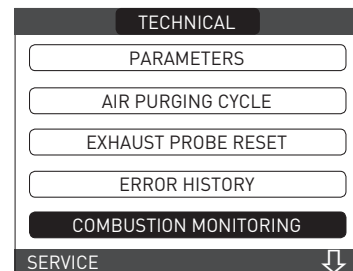 TECHNICAL
PARAMETERS
AIR PURGING CYCLE
EXHAUST PROBE RESET
ERROR HISTORY
COMBUSTION MONITORING
SERVICE